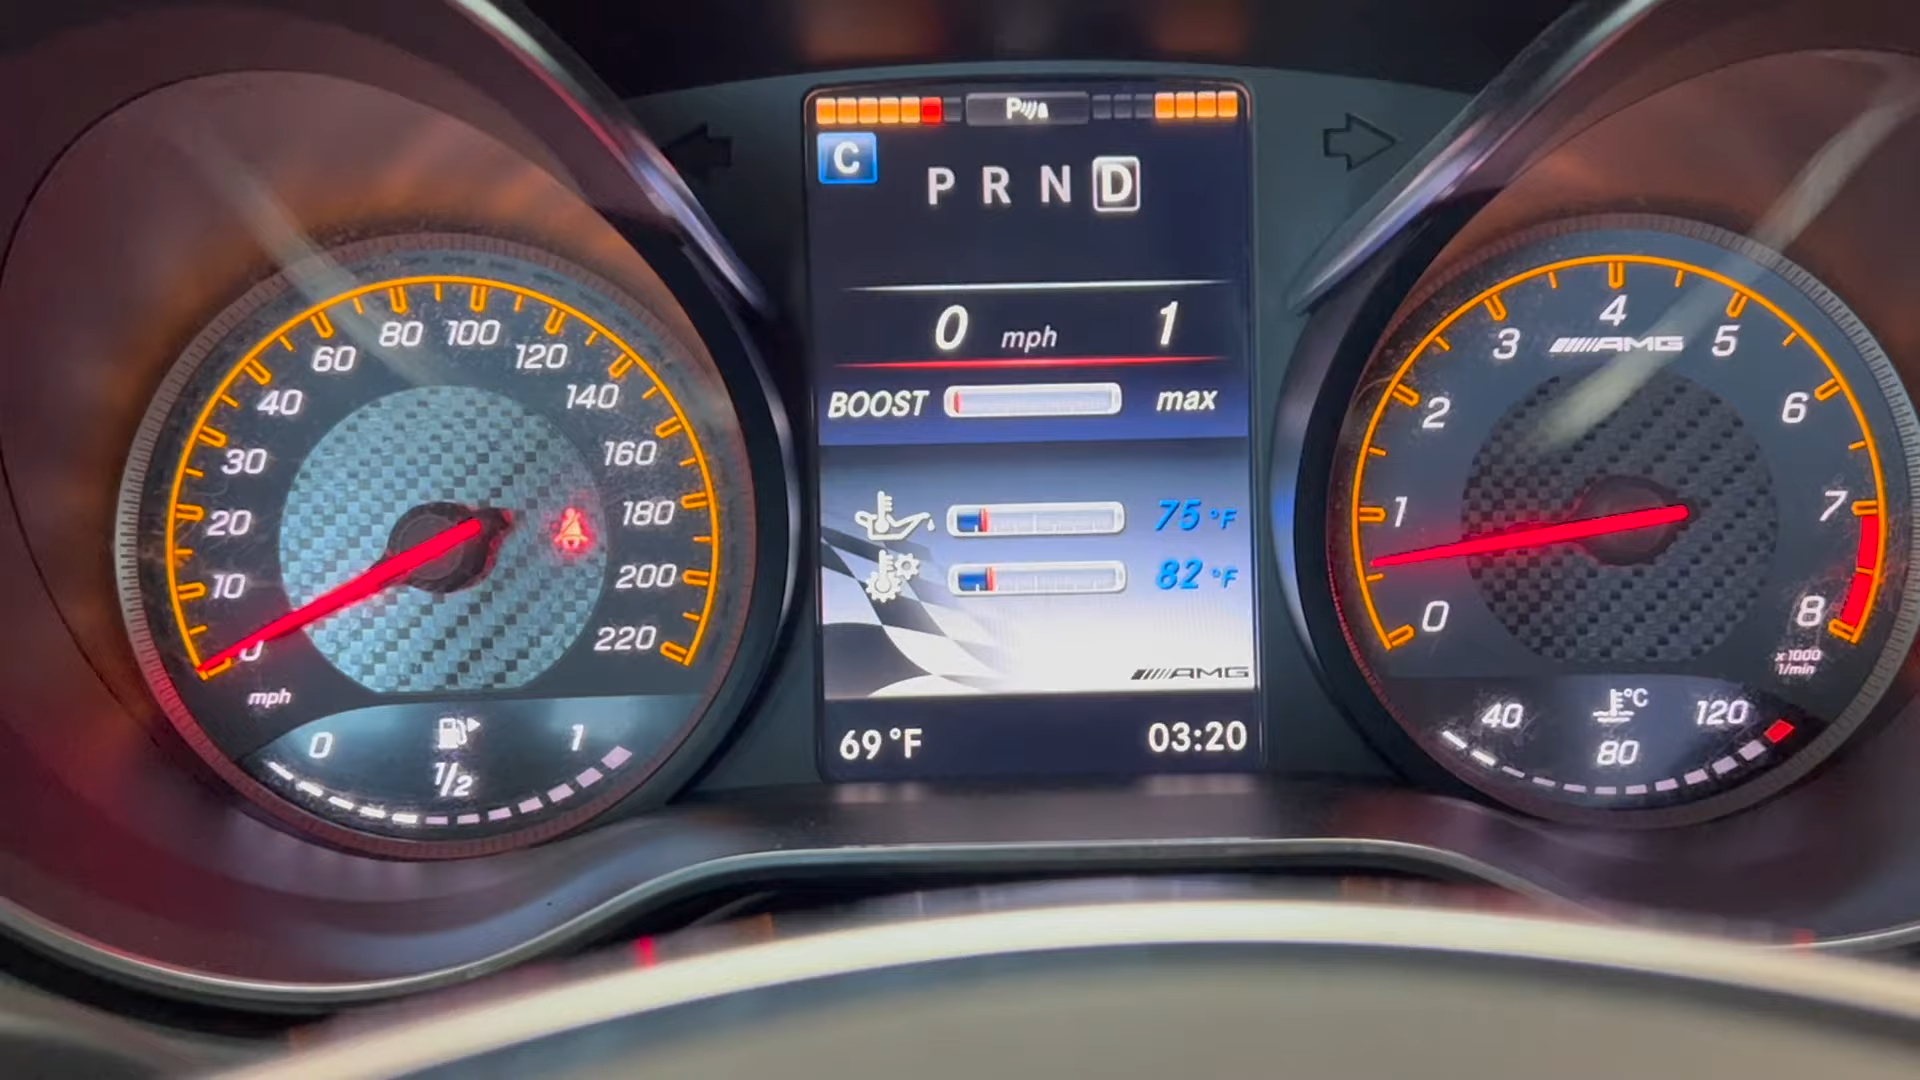 P
C
P R N D
0 mph 1
BOOST max
75 °F
82 °F
AMG
69 °F 03:20
0
10
20
30
40
60
80
100
120
140
160
180
200
220
mph
0 1/2 1
0
1
2
3
4
5
6
7
8
AMG
x 1000
1/min
°C
40 80 120